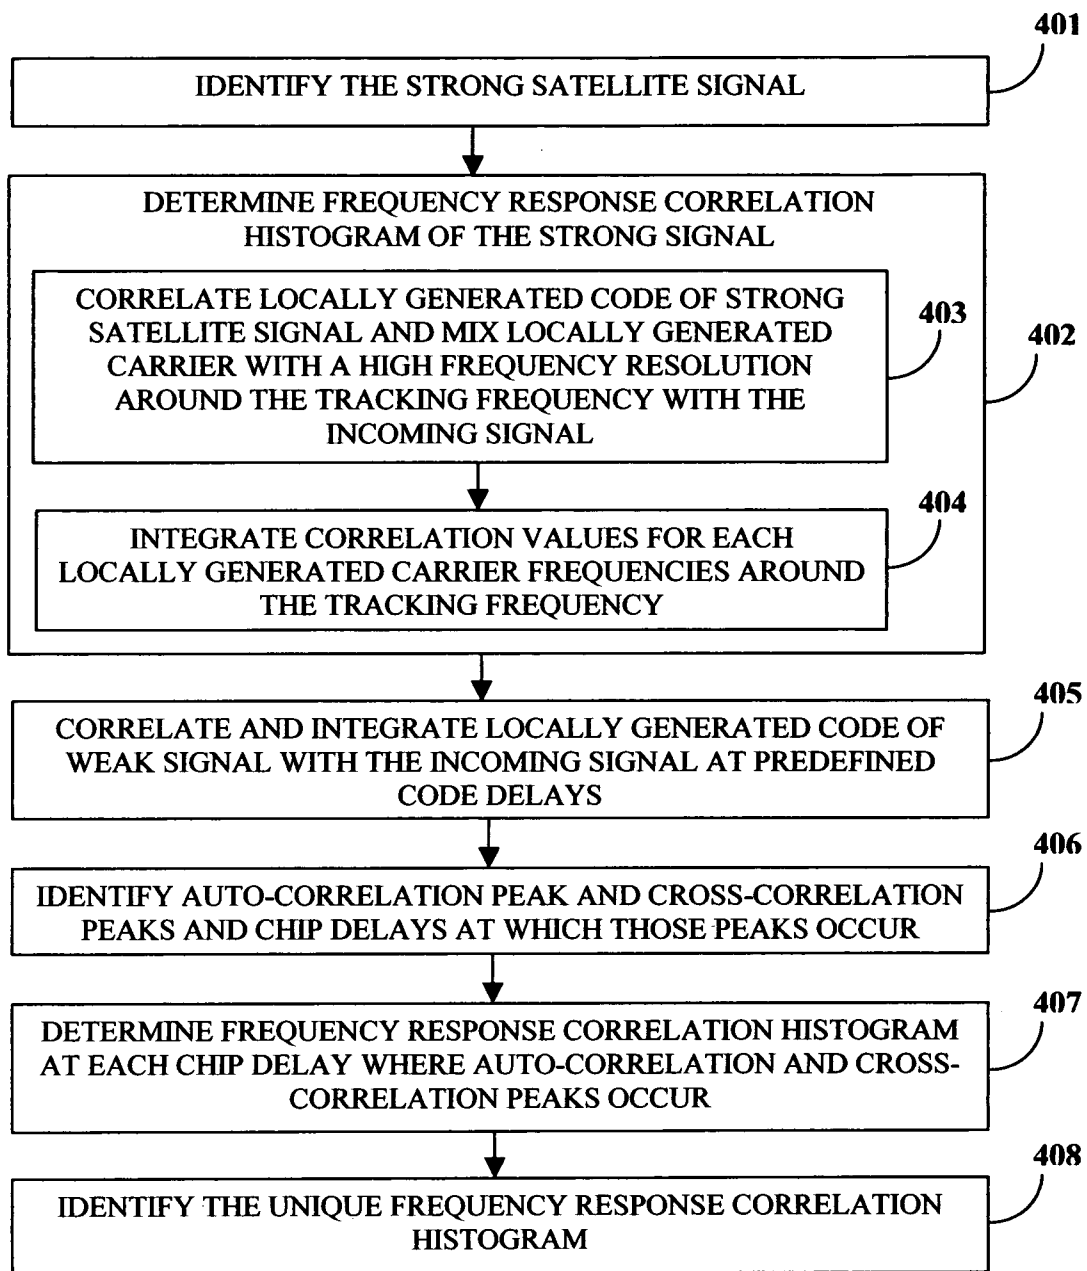 401
IDENTIFY THE STRONG SATELLITE SIGNAL
DETERMINE FREQUENCY RESPONSE CORRELATION
HISTOGRAM OF THE STRONG SIGNAL
402
CORRELATE LOCALLY GENERATED CODE OF STRONG
SATELLITE SIGNAL AND MIX LOCALLY GENERATED
CARRIER WITH A HIGH FREQUENCY RESOLUTION
AROUND THE TRACKING FREQUENCY WITH THE
INCOMING SIGNAL
403
INTEGRATE CORRELATION VALUES FOR EACH
LOCALLY GENERATED CARRIER FREQUENCIES AROUND
THE TRACKING FREQUENCY
404
CORRELATE AND INTEGRATE LOCALLY GENERATED CODE OF
WEAK SIGNAL WITH THE INCOMING SIGNAL AT PREDEFINED
CODE DELAYS
405
IDENTIFY AUTO-CORRELATION PEAK AND CROSS-CORRELATION
PEAKS AND CHIP DELAYS AT WHICH THOSE PEAKS OCCUR
406
DETERMINE FREQUENCY RESPONSE CORRELATION HISTOGRAM
AT EACH CHIP DELAY WHERE AUTO-CORRELATION AND CROSS-
CORRELATION PEAKS OCCUR
407
IDENTIFY THE UNIQUE FREQUENCY RESPONSE CORRELATION
HISTOGRAM
408